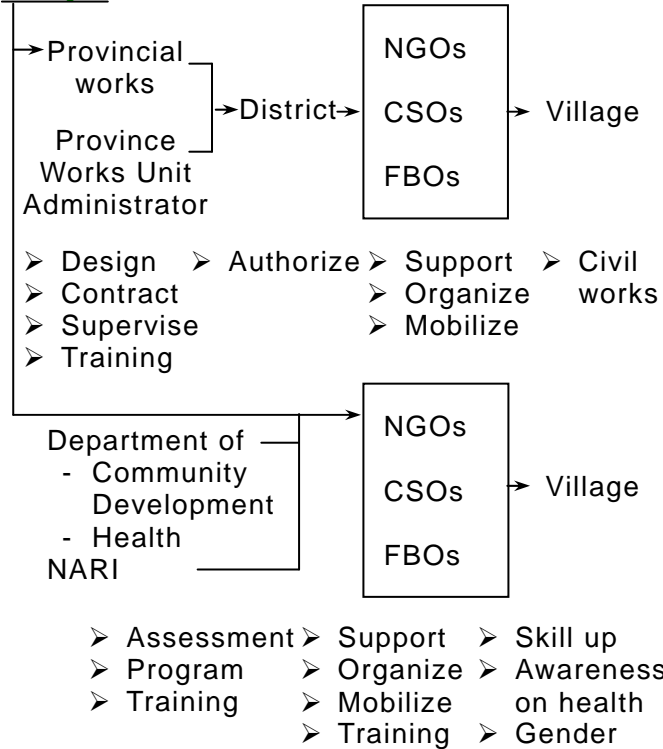 Provincial
works
Province
Works Unit
Administrator
District
NGOs
CSOs
FBOs
Village
➢ Design
➢ Contract
➢ Supervise
➢ Training
➢ Authorize
➢ Support
➢ Organize
➢ Mobilize
➢ Civil
works
Department of
- Community
Development
- Health
NARI
NGOs
CSOs
FBOs
Village
➢ Assessment
➢ Program
➢ Training
➢ Support
➢ Organize
➢ Mobilize
➢ Training
➢ Skill up
➢ Awareness
on health
➢ Gender